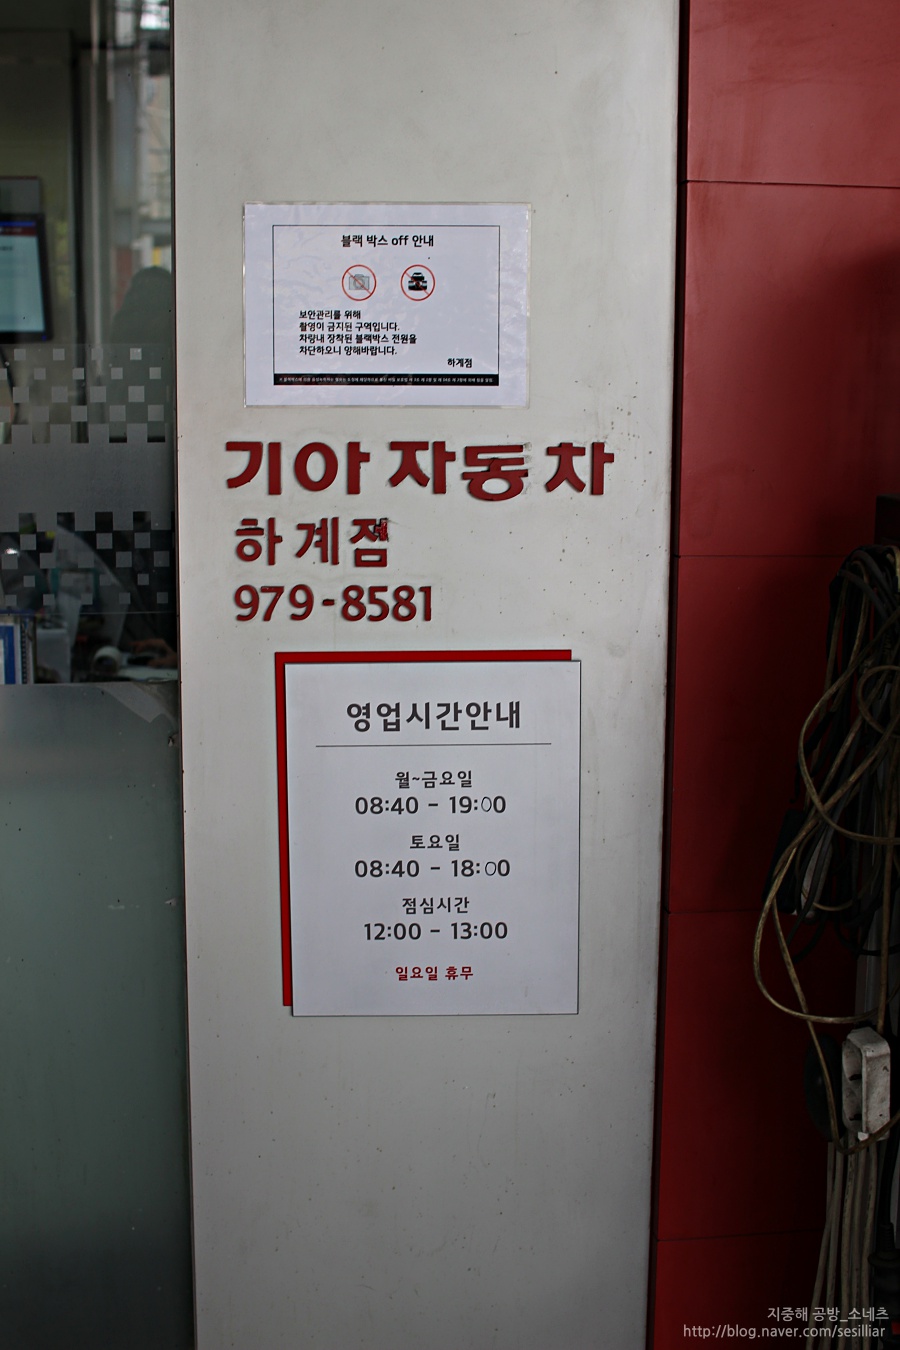 블랙 박스 off 안내
보안관리를 위해
촬영이 금지된 구역입니다.
차량내 장착된 블랙박스 전원을
차단하오니 양해바랍니다.
하계점
기아자동차
하계점
979-8581
영업시간안내
월~금요일
08:40 - 19:00
토요일
08:40 - 18:00
점심시간
12:00 - 13:00
일요일 휴무
지중해 공방_소네츠
http://blog.naver.com/sesilliar